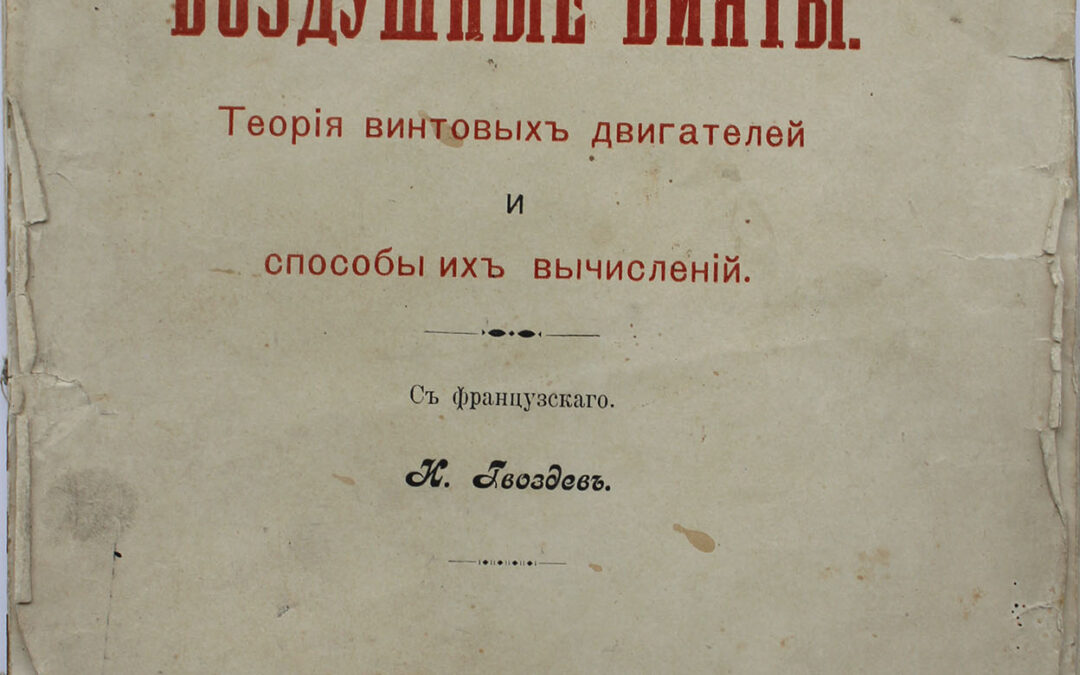 ВОЗДУШНЫЕ ВИНТЫ.
Теорія винтовыхъ двигателей
и
способы ихъ вычисленій.
Съ французскаго.
Н. Гвоздевъ.